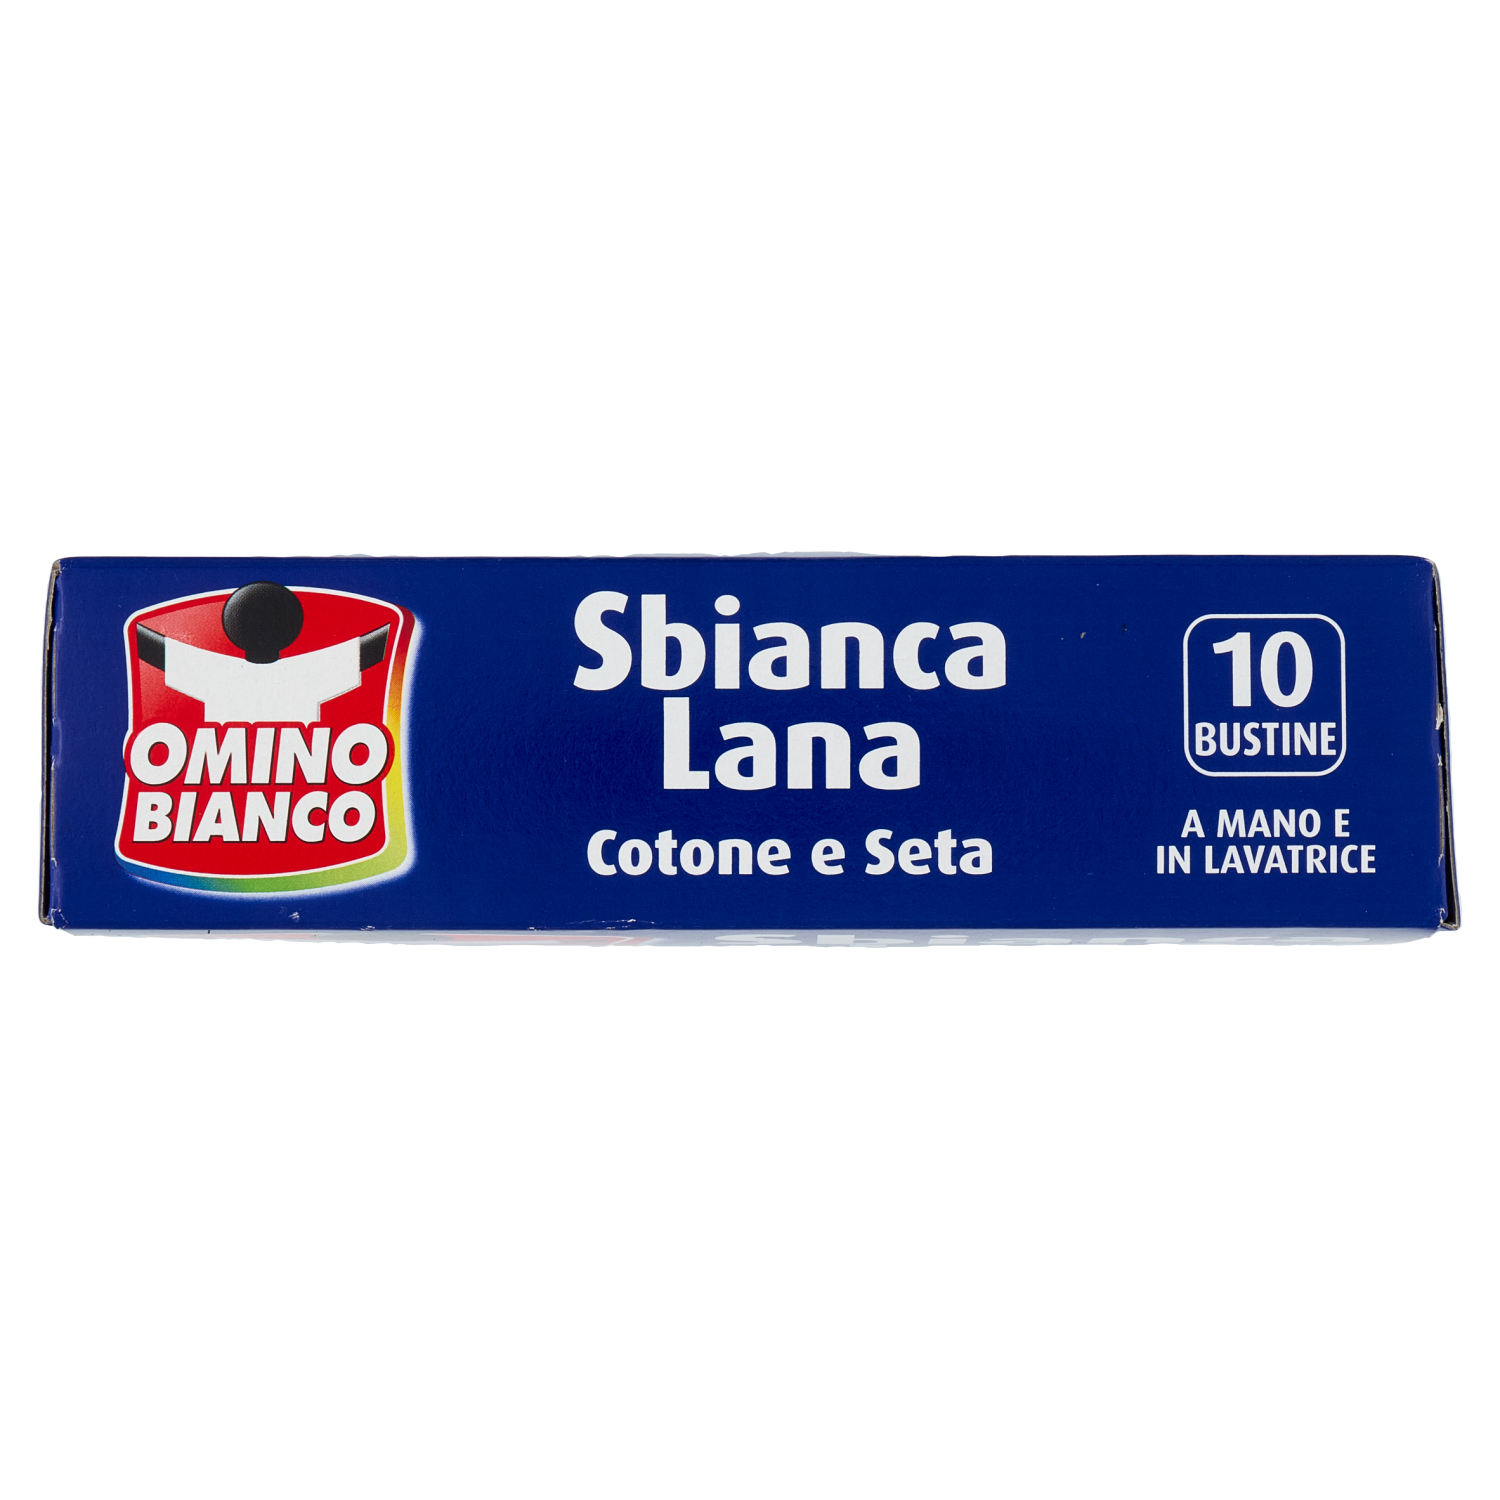 OMINO
BIANCO
Sbianca
Lana
Cotone e Seta
10
BUSTINE
A MANO E
IN LAVATRICE